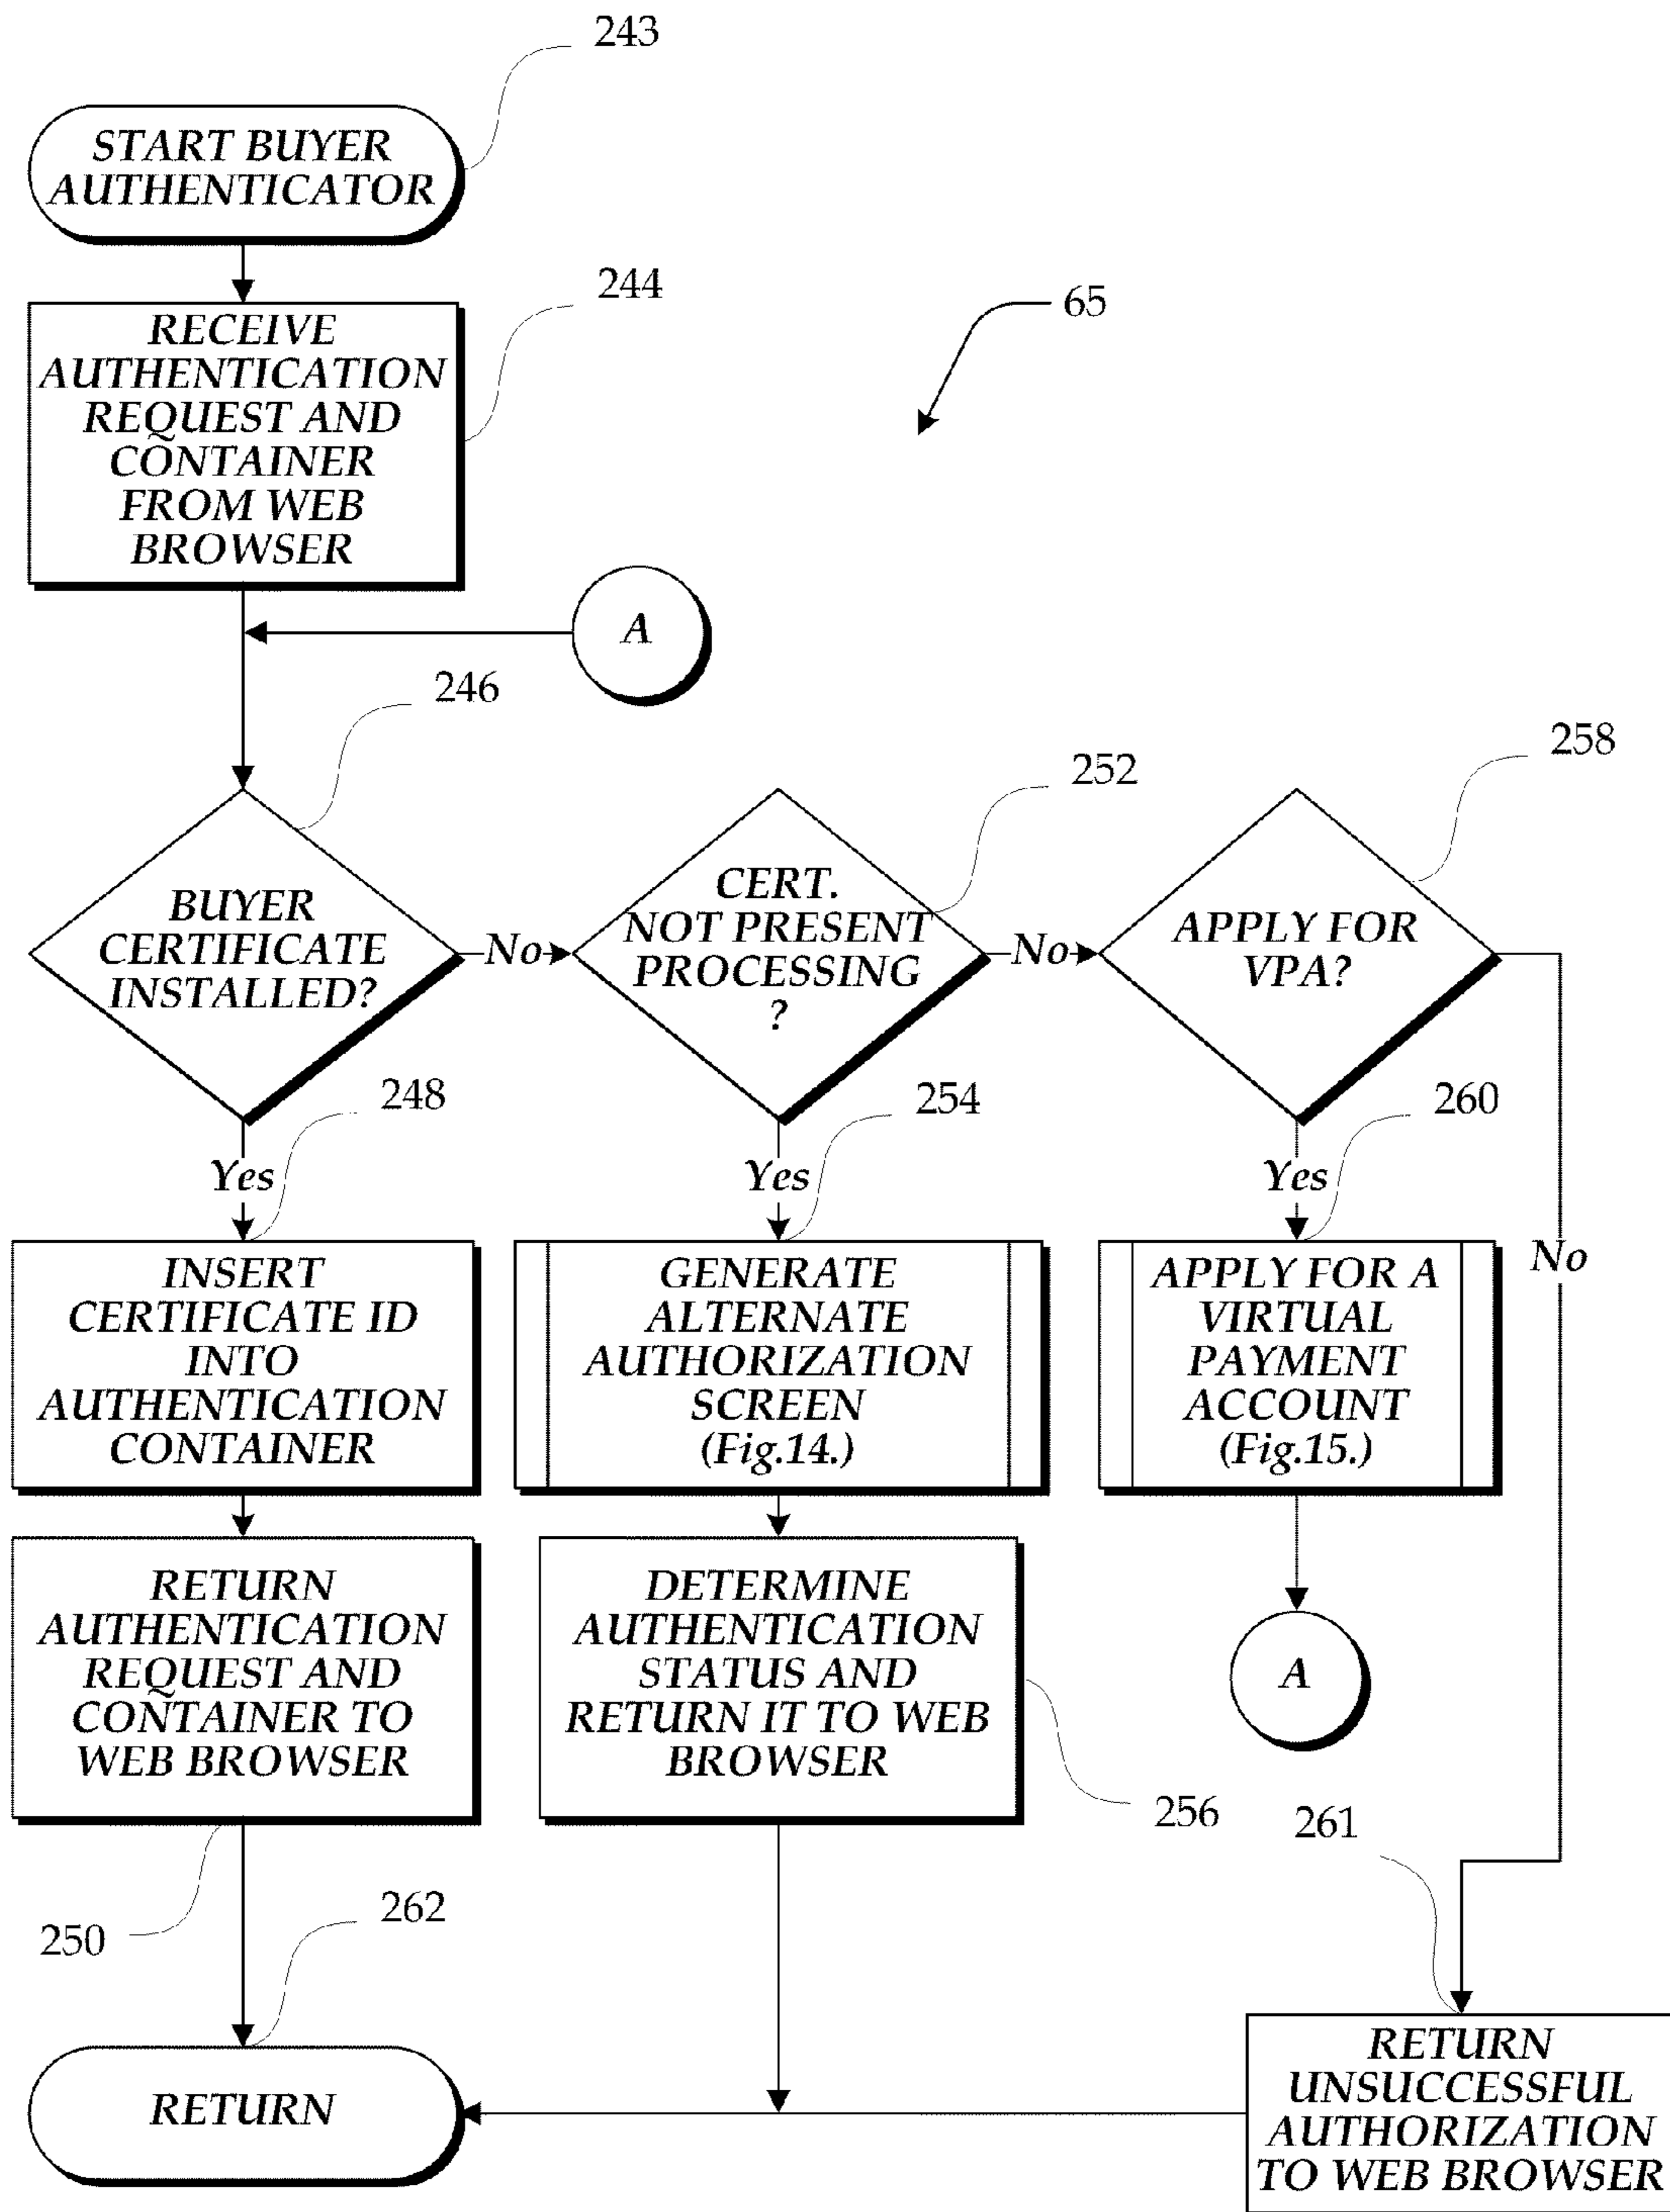 243
START BUYER
AUTHENTICATOR
244
RECEIVE
AUTHENTICATION
REQUEST AND
CONTAINER
FROM WEB
BROWSER
65
A
246
252
258
BUYER
CERTIFICATE
INSTALLED?
No
CERT.
NOT PRESENT
PROCESSING
?
No
APPLY FOR
VPA?
248
254
260
Yes
Yes
Yes
No
INSERT
CERTIFICATE ID
INTO
AUTHENTICATION
CONTAINER
GENERATE
ALTERNATE
AUTHORIZATION
SCREEN
(Fig.14.)
APPLY FOR A
VIRTUAL
PAYMENT
ACCOUNT
(Fig.15.)
RETURN
AUTHENTICATION
REQUEST AND
CONTAINER TO
WEB BROWSER
DETERMINE
AUTHENTICATION
STATUS AND
RETURN IT TO WEB
BROWSER
A
256
261
250
262
RETURN
RETURN
UNSUCCESSFUL
AUTHORIZATION
TO WEB BROWSER